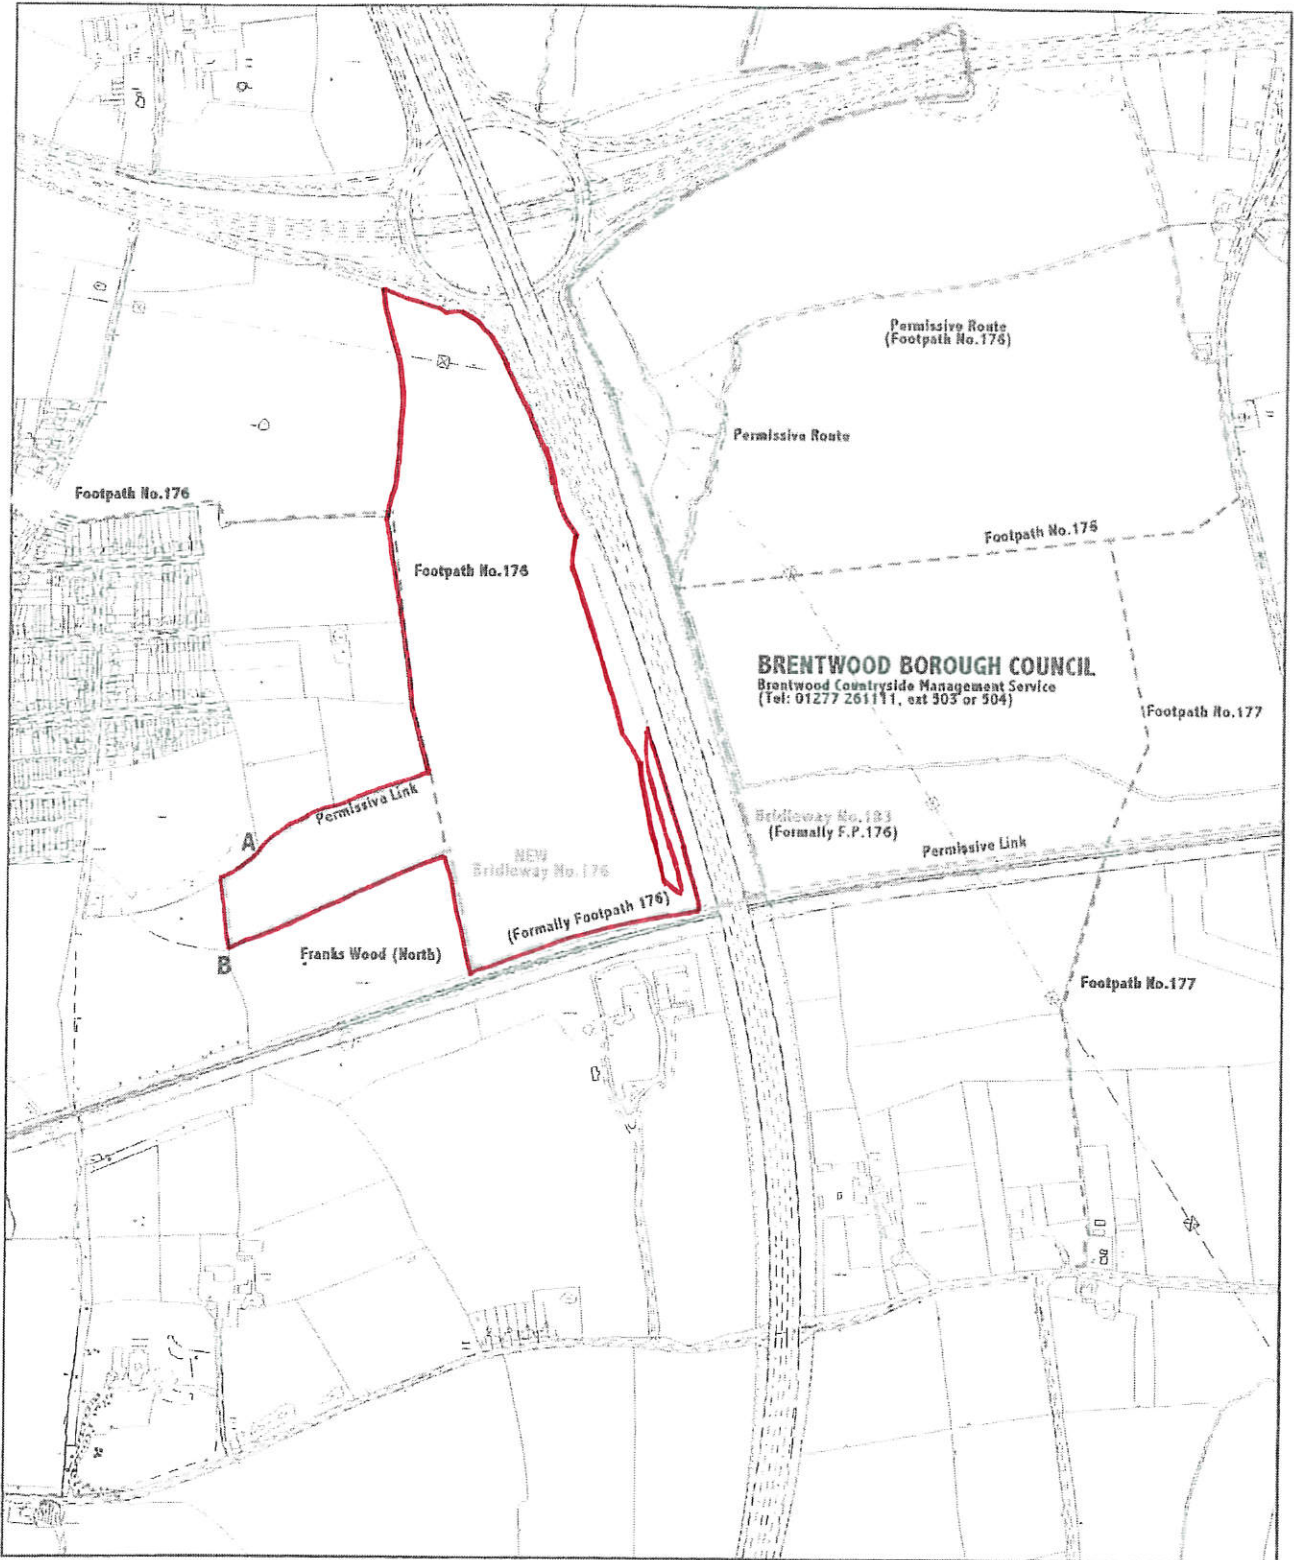 Permissive Route
(Footpath No.176)
Permissive Route
Footpath No.176
Footpath No.176
Footpath No.176
BRENTWOOD BOROUGH COUNCIL
Brentwood Countryside Management Service
(Tel: 01277 261111, ext 503 or 504)
Footpath No.177
Permissive Link
A
Bridleway No.183
(Formally F.P.176)
Permissive Link
NEW
Bridleway No.176
(Formally Footpath 176)
Franks Wood (North)
B
Footpath No.177